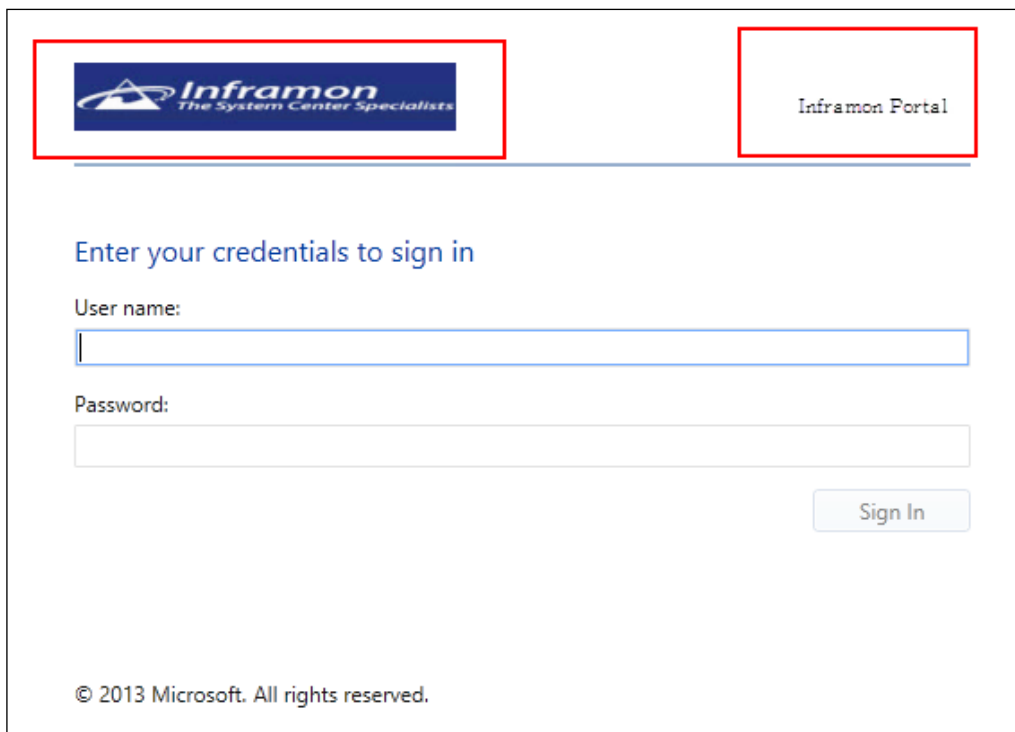 Inframon
The System Center Specialists
Inframon Portal
Enter your credentials to sign in
User name:
Password:
Sign In
© 2013 Microsoft. All rights reserved.